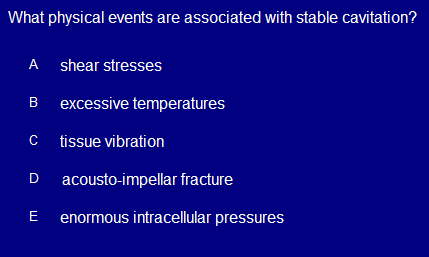 What physical events are associated with stable cavitation?
A shear stresses
B excessive temperatures
C tissue vibration
D acousto-impellar fracture
E enormous intracellular pressures